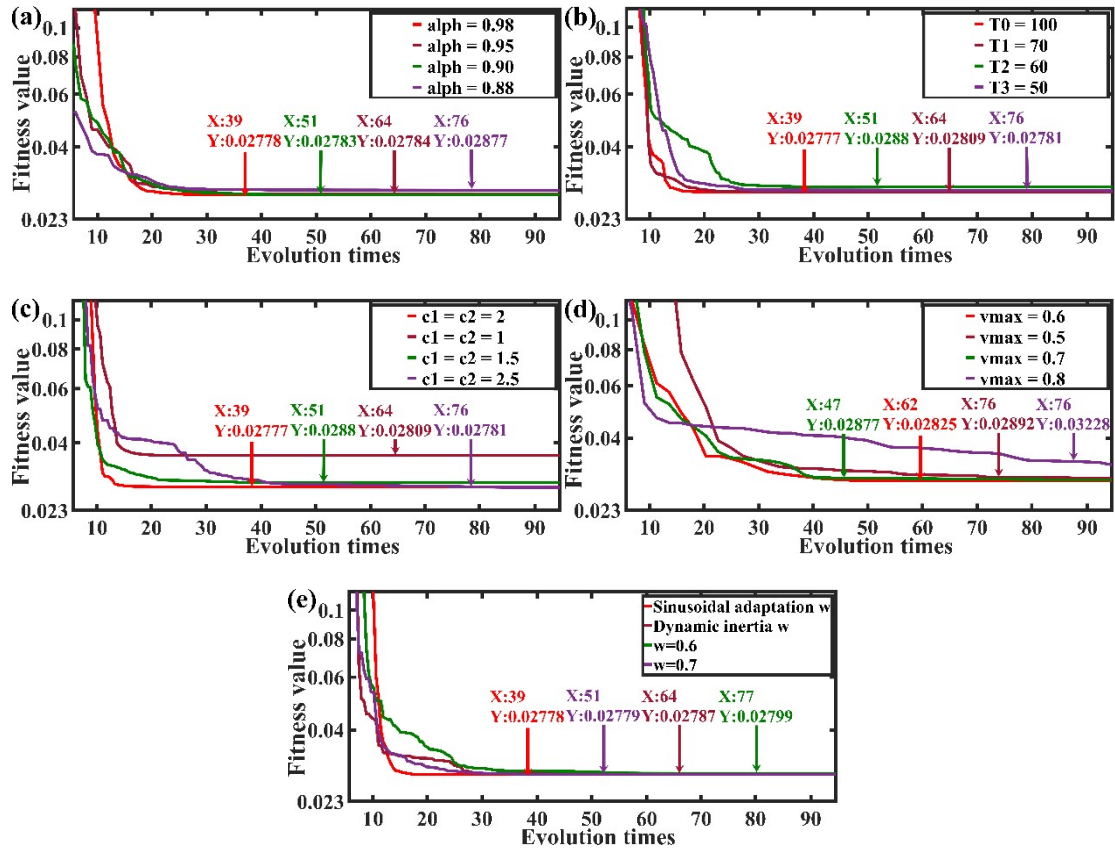 (a)
Fitness value
0.1
0.08
0.06
0.04
0.023
alph = 0.98
alph = 0.95
alph = 0.90
alph = 0.88
X:39 X:51 X:64 X:76
Y:0.02778 Y:0.02783 Y:0.02784 Y:0.02877
10 20 30 40 50 60 70 80 90
Evolution times
(b)
Fitness value
0.1
0.08
0.06
0.04
0.023
T0 = 100
T1 = 70
T2 = 60
T3 = 50
X:39 X:51 X:64 X:76
Y:0.02777 Y:0.0288 Y:0.02809 Y:0.02781
10 20 30 40 50 60 70 80 90
Evolution times
(c)
Fitness value
0.1
0.08
0.06
0.04
0.023
c1 = c2 = 2
c1 = c2 = 1
c1 = c2 = 1.5
c1 = c2 = 2.5
X:39 X:51 X:64 X:76
Y:0.02777 Y:0.0288 Y:0.02809 Y:0.02781
10 20 30 40 50 60 70 80 90
Evolution times
(d)
Fitness value
0.1
0.08
0.06
0.04
0.023
vmax = 0.6
vmax = 0.5
vmax = 0.7
vmax = 0.8
X:47 X:62 X:76 X:76
Y:0.02877 Y:0.02825 Y:0.02892 Y:0.03228
10 20 30 40 50 60 70 80 90
Evolution times
(e)
Fitness value
0.1
0.08
0.06
0.04
0.023
Sinusoidal adaptation w
Dynamic inertia w
w=0.6
w=0.7
X:39 X:51 X:64 X:77
Y:0.02778 Y:0.02779 Y:0.02787 Y:0.02799
10 20 30 40 50 60 70 80 90
Evolution times